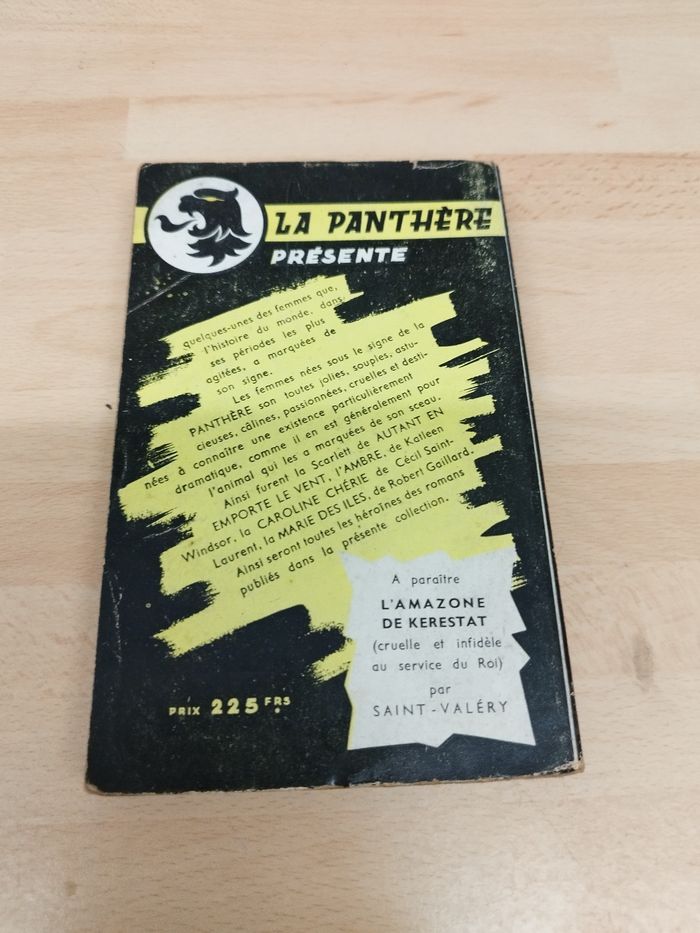 LA PANTHÈRE
PRÉSENTE
quelques-unes des femmes que,
l'histoire du monde, dans
ses périodes les plus
agitées, a marquées de
son signe.
Les femmes nées sous le signe de la
PANTHÈRE son toutes jolies, souples, astu-
cieuses, câlines, passionnées, cruelles et desti-
nées à connaître une existence particulièrement
dramatique, comme il en est généralement pour
l'animal qui les a marquées de son sceau.
Ainsi furent la Scarlett de AUTANT EN
EMPORTE LE VENT, l'AMBRE, de Katleen
Windsor, la CAROLINE CHÉRIE de Cécil Saint-
Laurent, la MARIE DES ILES, de Robert Gaillard.
Ainsi seront toutes les héroïnes des romans
publiés dans la présente collection.
A paraître
L'AMAZONE
DE KERESTAT
(cruelle et infidèle
au service du Roi)
par
SAINT-VALÉRY
PRIX 225 FRS